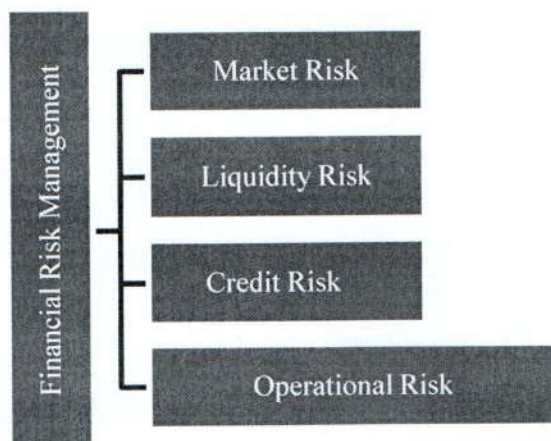 Financial Risk Management
Market Risk
Liquidity Risk
Credit Risk
Operational Risk